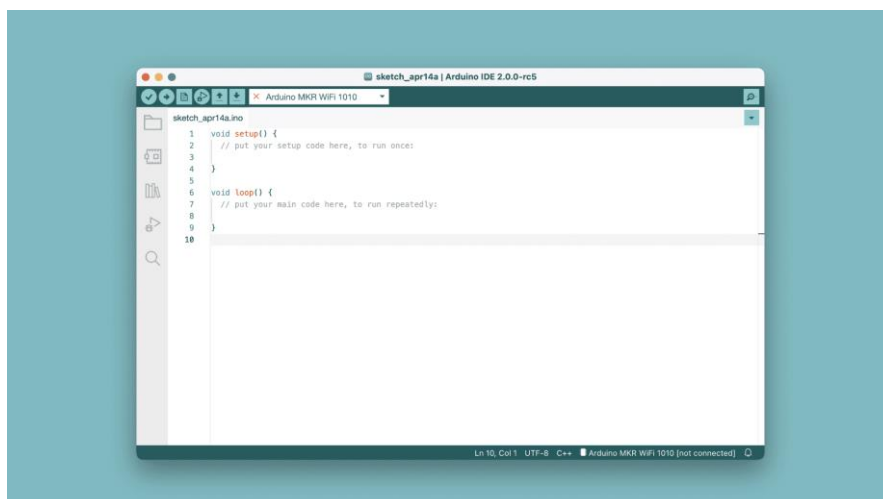 sketch_apr14a | Arduino IDE 2.0.0-rc5
Arduino MKR WiFi 1010
sketch_apr14a.ino
1 void setup() {
2 // put your setup code here, to run once:
3
4 }
5
6 void loop() {
7 // put your main code here, to run repeatedly:
8
9 }
10
Ln 10, Col 1 UTF-8 C++ Arduino MKR WiFi 1010 [not connected]